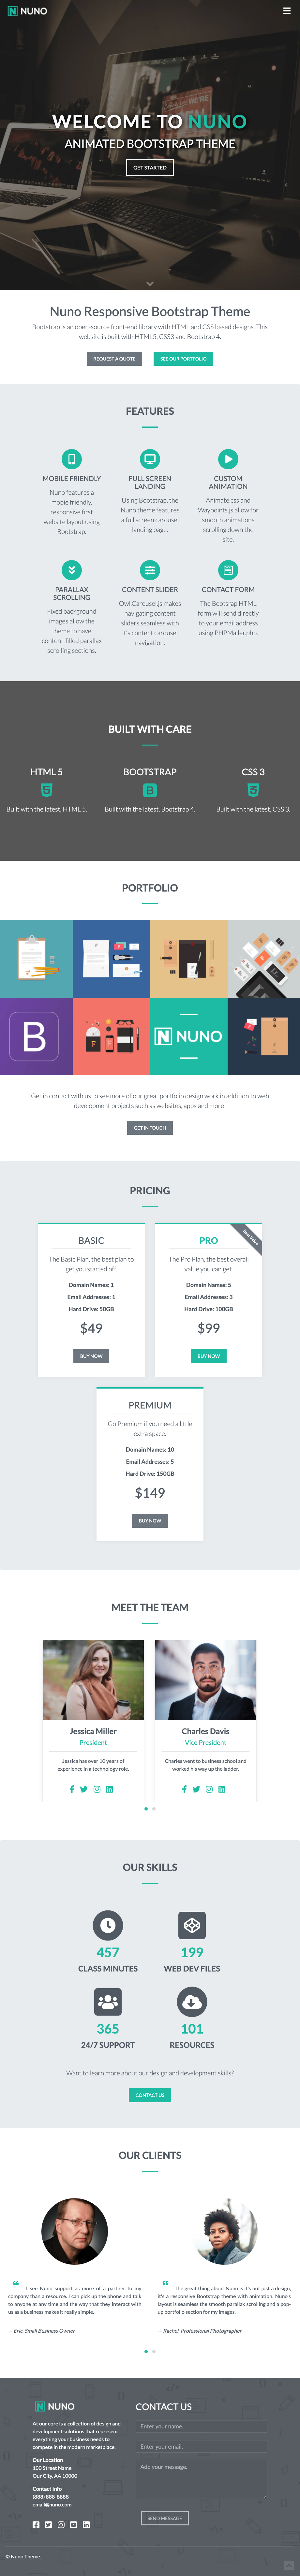 NUNO
WELCOME TO NUNO
ANIMATED BOOTSTRAP THEME
GET STARTED
Nuno Responsive Bootstrap Theme
Bootstrap is an open-source front-end library with HTML and CSS based designs. This
website is built with HTML5, CSS3 and Bootstrap 4.
REQUEST A QUOTE
SEE OUR PORTFOLIO
FEATURES
MOBILE FRIENDLY
Nuno features a
mobie friendly,
responsive first
website layout using
Bootstrap.
FULL SCREEN
LANDING
Using Bootstrap, the
Nuno theme features
a full screen carousel
landing page.
CUSTOM
ANIMATION
Animate.css and
Waypoints.js allow for
smooth animations
scrolling down the
site.
PARALLAX
SCROLLING
Fixed background
images allow the
theme to have
content-filled parallax
scrolling sections.
CONTENT SLIDER
Owl.Carousel.js makes
navigating content
sliders seamless with
it's content carousel
navigation.
CONTACT FORM
The Bootsrap HTML
form will send directly
to your email address
using PHPMailer.php.
BUILT WITH CARE
HTML 5
Built with the latest, HTML 5.
BOOTSTRAP
B
Built with the latest, Bootstrap 4.
CSS 3
Built with the latest, CSS 3.
PORTFOLIO
B
NUNO
Get in contact with us to see more of our great portfolio design work in addition to web
development projects such as websites, apps and more!
GET IN TOUCH
PRICING
BASIC
The Basic Plan, the best plan to
get you started off.
Domain Names: 1
Email Addresses: 1
Hard Drive: 50GB
$49
BUY NOW
Best Value
PRO
The Pro Plan, the best overall
value you can get.
Domain Names: 5
Email Addresses: 3
Hard Drive: 100GB
$99
BUY NOW
PREMIUM
Go Premium if you need a little
extra space.
Domain Names: 10
Email Addresses: 5
Hard Drive: 150GB
$149
BUY NOW
MEET THE TEAM
Jessica Miller
President
Jessica has over 10 years of
experience in a technology role.
Charles Davis
Vice President
Charles went to business school and
worked his way up the ladder.
OUR SKILLS
457
CLASS MINUTES
199
WEB DEV FILES
365
24/7 SUPPORT
101
RESOURCES
Want to learn more about our design and development skills?
CONTACT US
OUR CLIENTS
I see Nuno support as more of a partner to my
company than a resource. I can pick up the phone and talk
to anyone at any time and the way that they interact with
us as a business makes it really simple.
— Eric, Small Business Owner
The great thing about Nuno is it's not just a design,
it's a responsive Bootstrap theme with animation. Nuno's
layout is seamless the smooth parallax scrolling and a pop-
up portfolio section for my images.
— Rachel, Professional Photographer
NUNO
At our core is a collection of design and
development solutions that represent
everything your business needs to
compete in the modern marketplace.
Our Location
100 Street Name
Our City, AA 10000
Contact Info
(888) 888-8888
email@nuno.com
CONTACT US
Enter your name.
Enter your email.
Add your message.
SEND MESSAGE
© Nuno Theme.